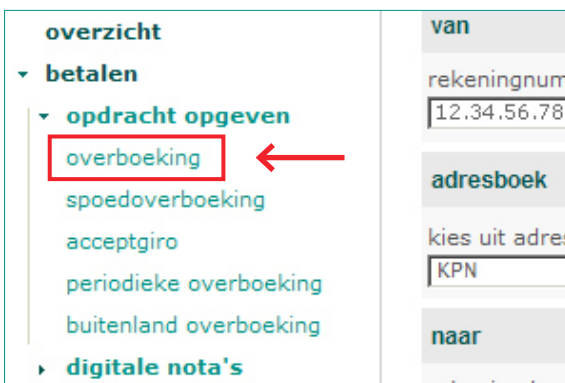 overzicht
betalen
opdracht opgeven
overboeking
spoedoverboeking
acceptgiro
periodieke overboeking
buitenland overboeking
digitale nota's
van
rekeningnum
12.34.56.78
adresboek
kies uit adres
KPN
naar